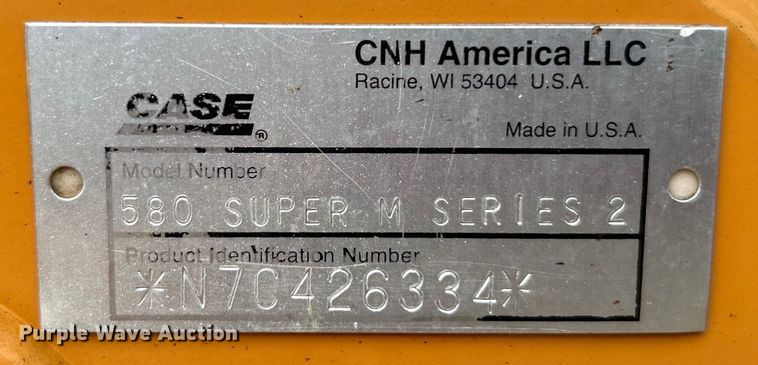 CNH America LLC
Racine, WI 53404 U.S.A.
CASE®
Made in U.S.A.
Model Number
580 SUPER M SERIES 2
Product Identification Number
*N7C426334*
Purple Wave Auction